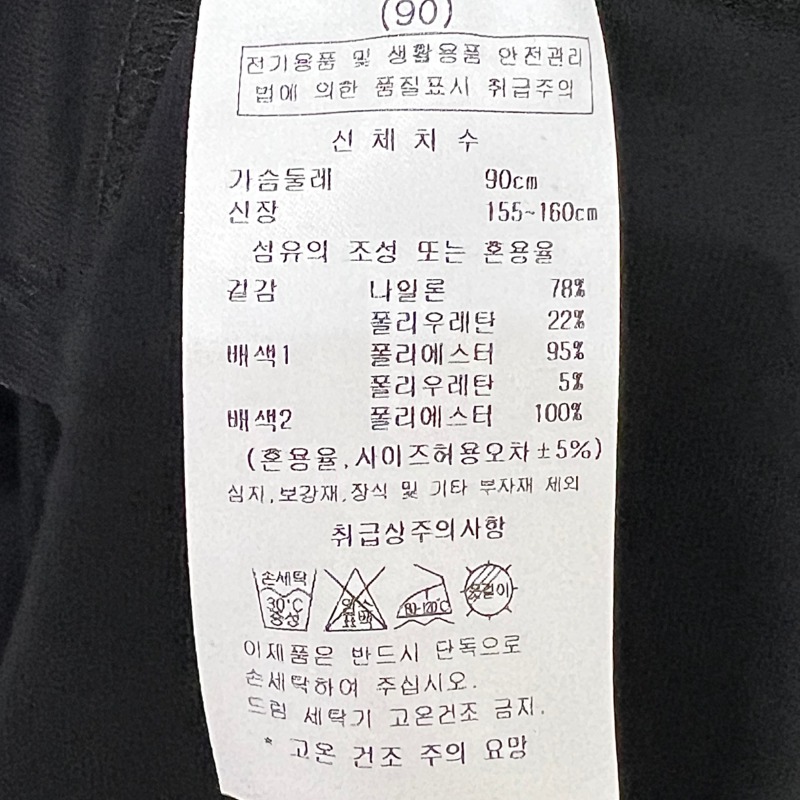 (90)
전기용품 및 생활용품 안전관리
법에 의한 품질표시 취급주의
신 체 치 수
가슴둘레 90cm
신장 155~160cm
섬유의 조성 또는 혼용율
겉감 나일론 78%
폴리우레탄 22%
배색1 폴리에스터 95%
폴리우레탄 5%
배색2 폴리에스터 100%
(혼용율,사이즈허용오차±5%)
심지,보강재,장식 및 기타 부자재 제외
취급상주의사항
손세탁
30°C
중성
염소
표백
80-120°C
옷걸이
이제품은 반드시 단독으로
손세탁하여 주십시오.
드럼 세탁기 고온건조 금지.
* 고온 건조 주의 요망